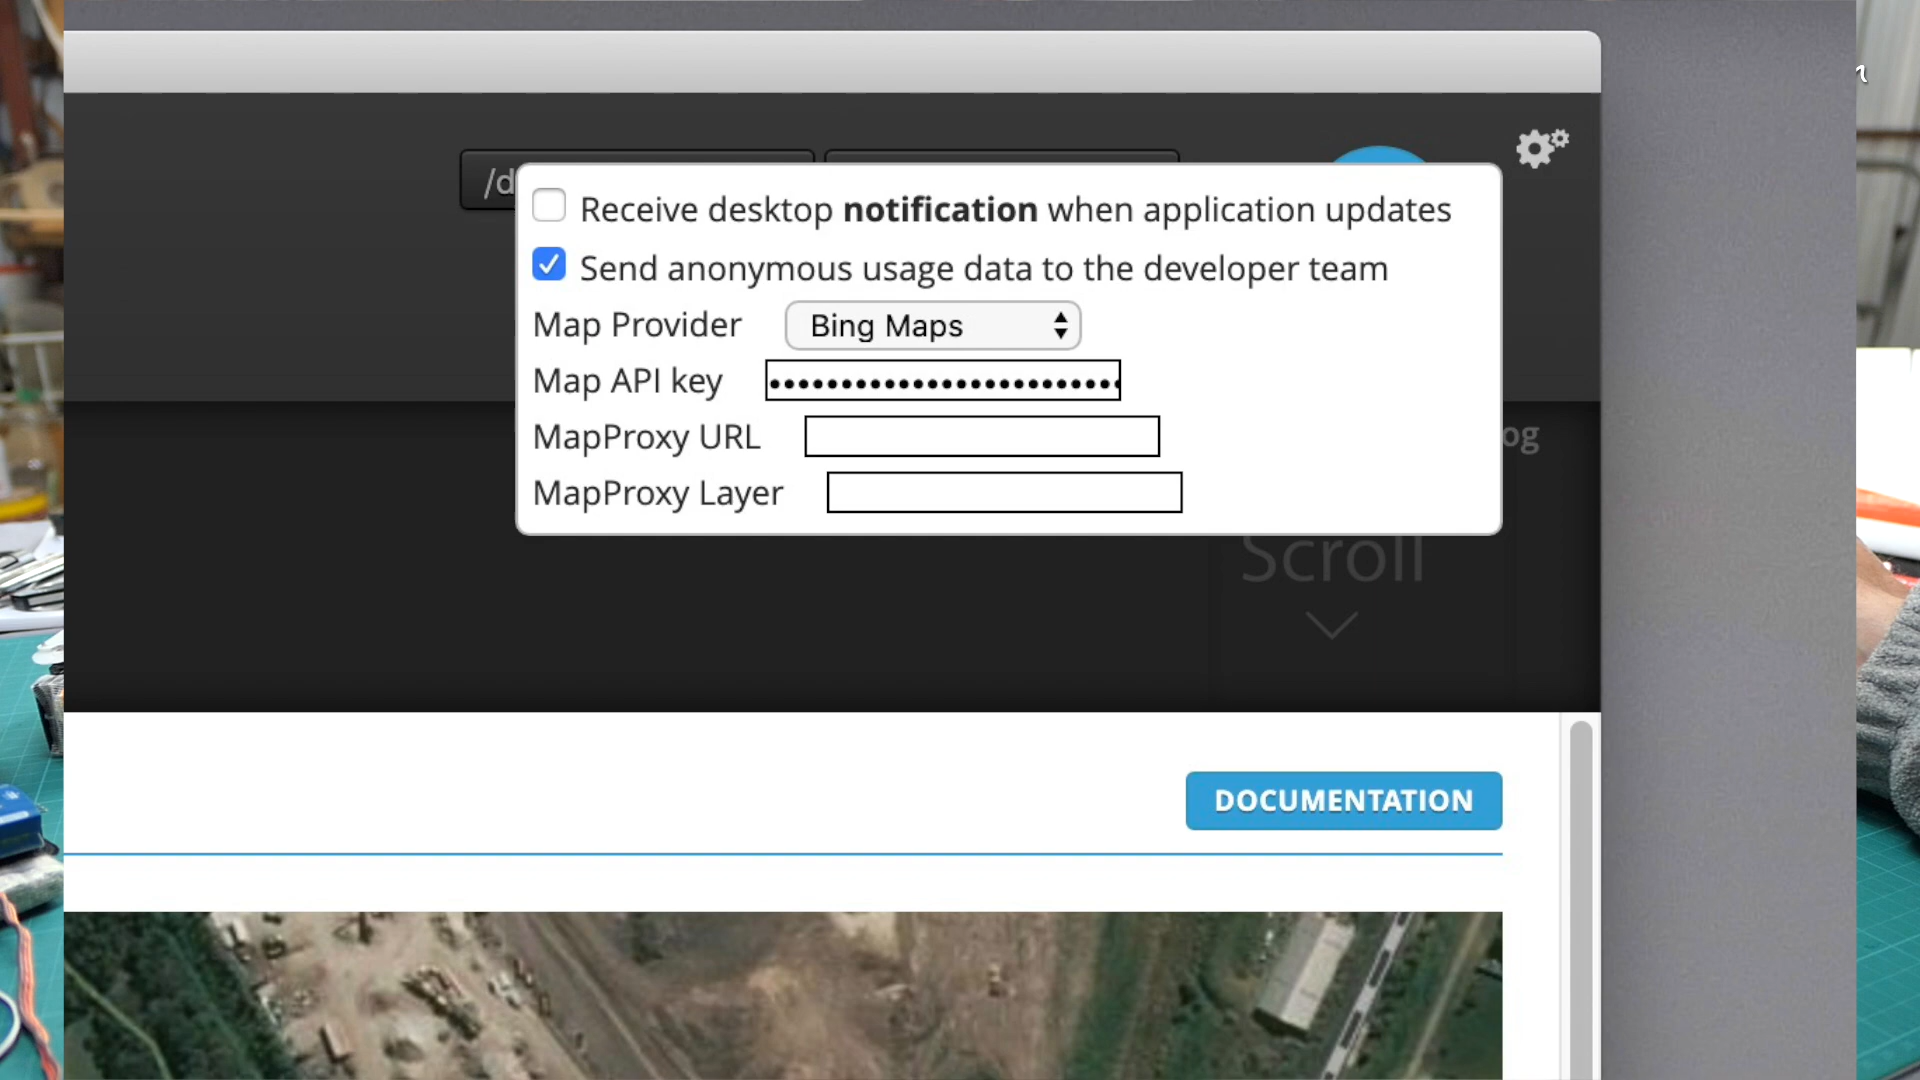 /d
Receive desktop notification when application updates
Send anonymous usage data to the developer team
Map Provider Bing Maps
Map API key ••••••••••••••••••••••••
MapProxy URL
og
MapProxy Layer
Scroll
DOCUMENTATION